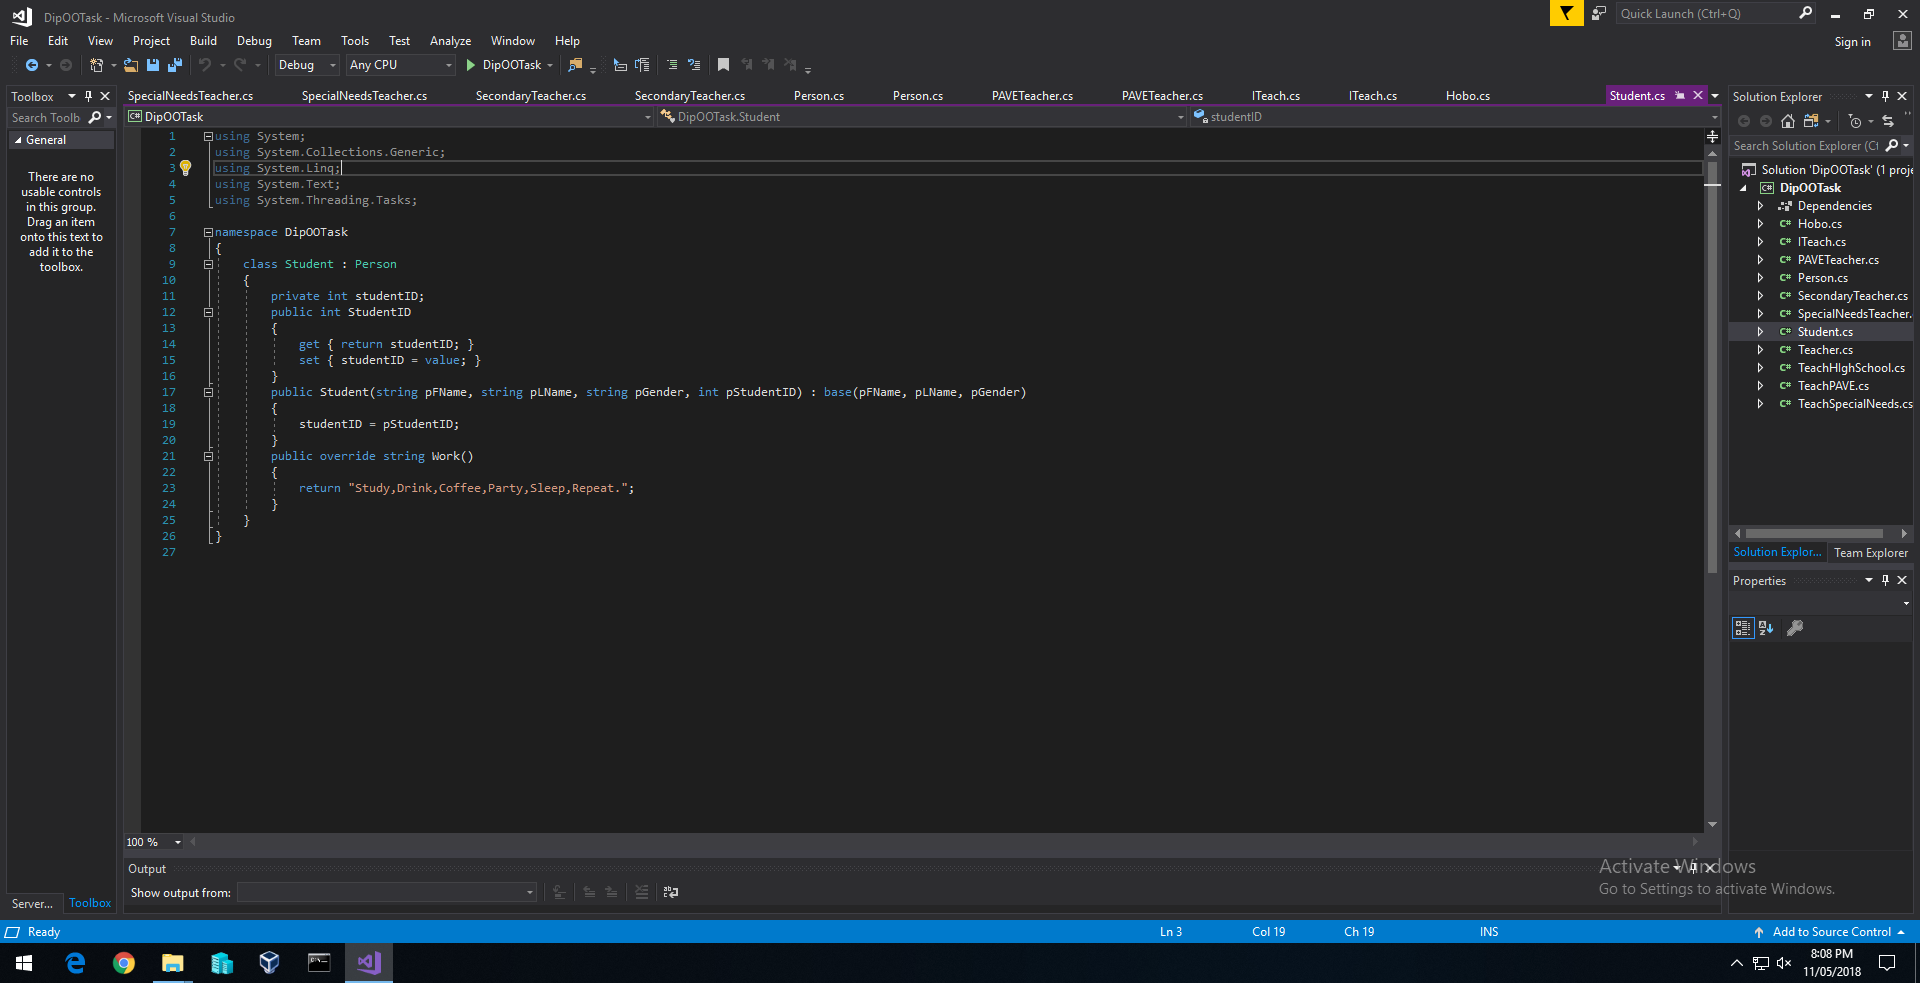 DipOOTask - Microsoft Visual Studio
Quick Launch (Ctrl+Q)
File Edit View Project Build Debug Team Tools Test Analyze Window Help
Sign in
Debug Any CPU DipOOTask
Toolbox
SpecialNeedsTeacher.cs SpecialNeedsTeacher.cs SecondaryTeacher.cs SecondaryTeacher.cs Person.cs Person.cs PAVETeacher.cs PAVETeacher.cs ITeach.cs ITeach.cs Hobo.cs Student.cs
Solution Explorer
Search Toolb
DipOOTask DipOOTask.Student studentID
General
There are no
usable controls
in this group.
Drag an item
onto this text to
add it to the
toolbox.
1 using System;
2 using System.Collections.Generic;
3 using System.Linq;
4 using System.Text;
5 using System.Threading.Tasks;
6
7 namespace DipOOTask
8 {
9 class Student : Person
10 {
11 private int studentID;
12 public int StudentID
13 {
14 get { return studentID; }
15 set { studentID = value; }
16 }
17 public Student(string pFName, string pLName, string pGender, int pStudentID) : base(pFName, pLName, pGender)
18 {
19 studentID = pStudentID;
20 }
21 public override string Work()
22 {
23 return "Study,Drink,Coffee,Party,Sleep,Repeat.";
24 }
25 }
26 }
27
Search Solution Explorer (Ct
Solution 'DipOOTask' (1 proje
DipOOTask
Dependencies
C# Hobo.cs
C# ITeach.cs
C# PAVETeacher.cs
C# Person.cs
C# SecondaryTeacher.cs
C# SpecialNeedsTeacher.
C# Student.cs
C# Teacher.cs
C# TeachHIghSchool.cs
C# TeachPAVE.cs
C# TeachSpecialNeeds.cs
Solution Explor... Team Explorer
Properties
100 %
Output
Show output from:
Activate Windows
Go to Settings to activate Windows.
Server... Toolbox
Ready Ln 3 Col 19 Ch 19 INS Add to Source Control
8:08 PM
11/05/2018